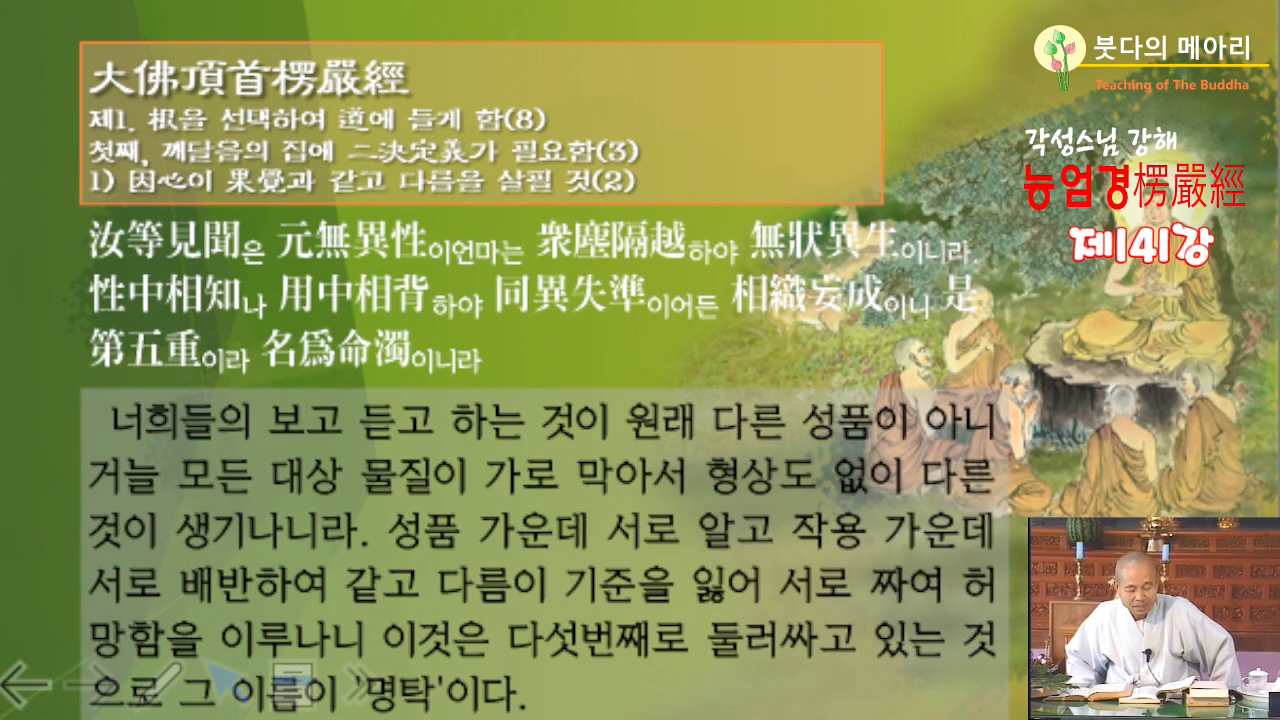 大佛頂首楞嚴經
제1. 根을 선택하여 道에 들게 함(8)
첫째, 깨달음의 집에 二決定義가 필요함(3)
1) 因心이 果覺과 같고 다름을 살필 것(2)
汝等見聞은 元無異性이언마는 衆塵隔越하야 無狀異生이니라.
性中相知나 用中相背하야 同異失準이어든 相織妄成이니 是
第五重이라 名爲命濁이니라
너희들의 보고 듣고 하는 것이 원래 다른 성품이 아니
거늘 모든 대상 물질이 가로 막아서 형상도 없이 다른
것이 생기나니라. 성품 가운데 서로 알고 작용 가운데
서로 배반하여 같고 다름이 기준을 잃어 서로 짜여 허
망함을 이루나니 이것은 다섯번째로 둘러싸고 있는 것
으로 그 이름이 '명탁'이다.
붓다의 메아리
Teaching of The Buddha
각성스님 강해
능엄경楞嚴經
제141강